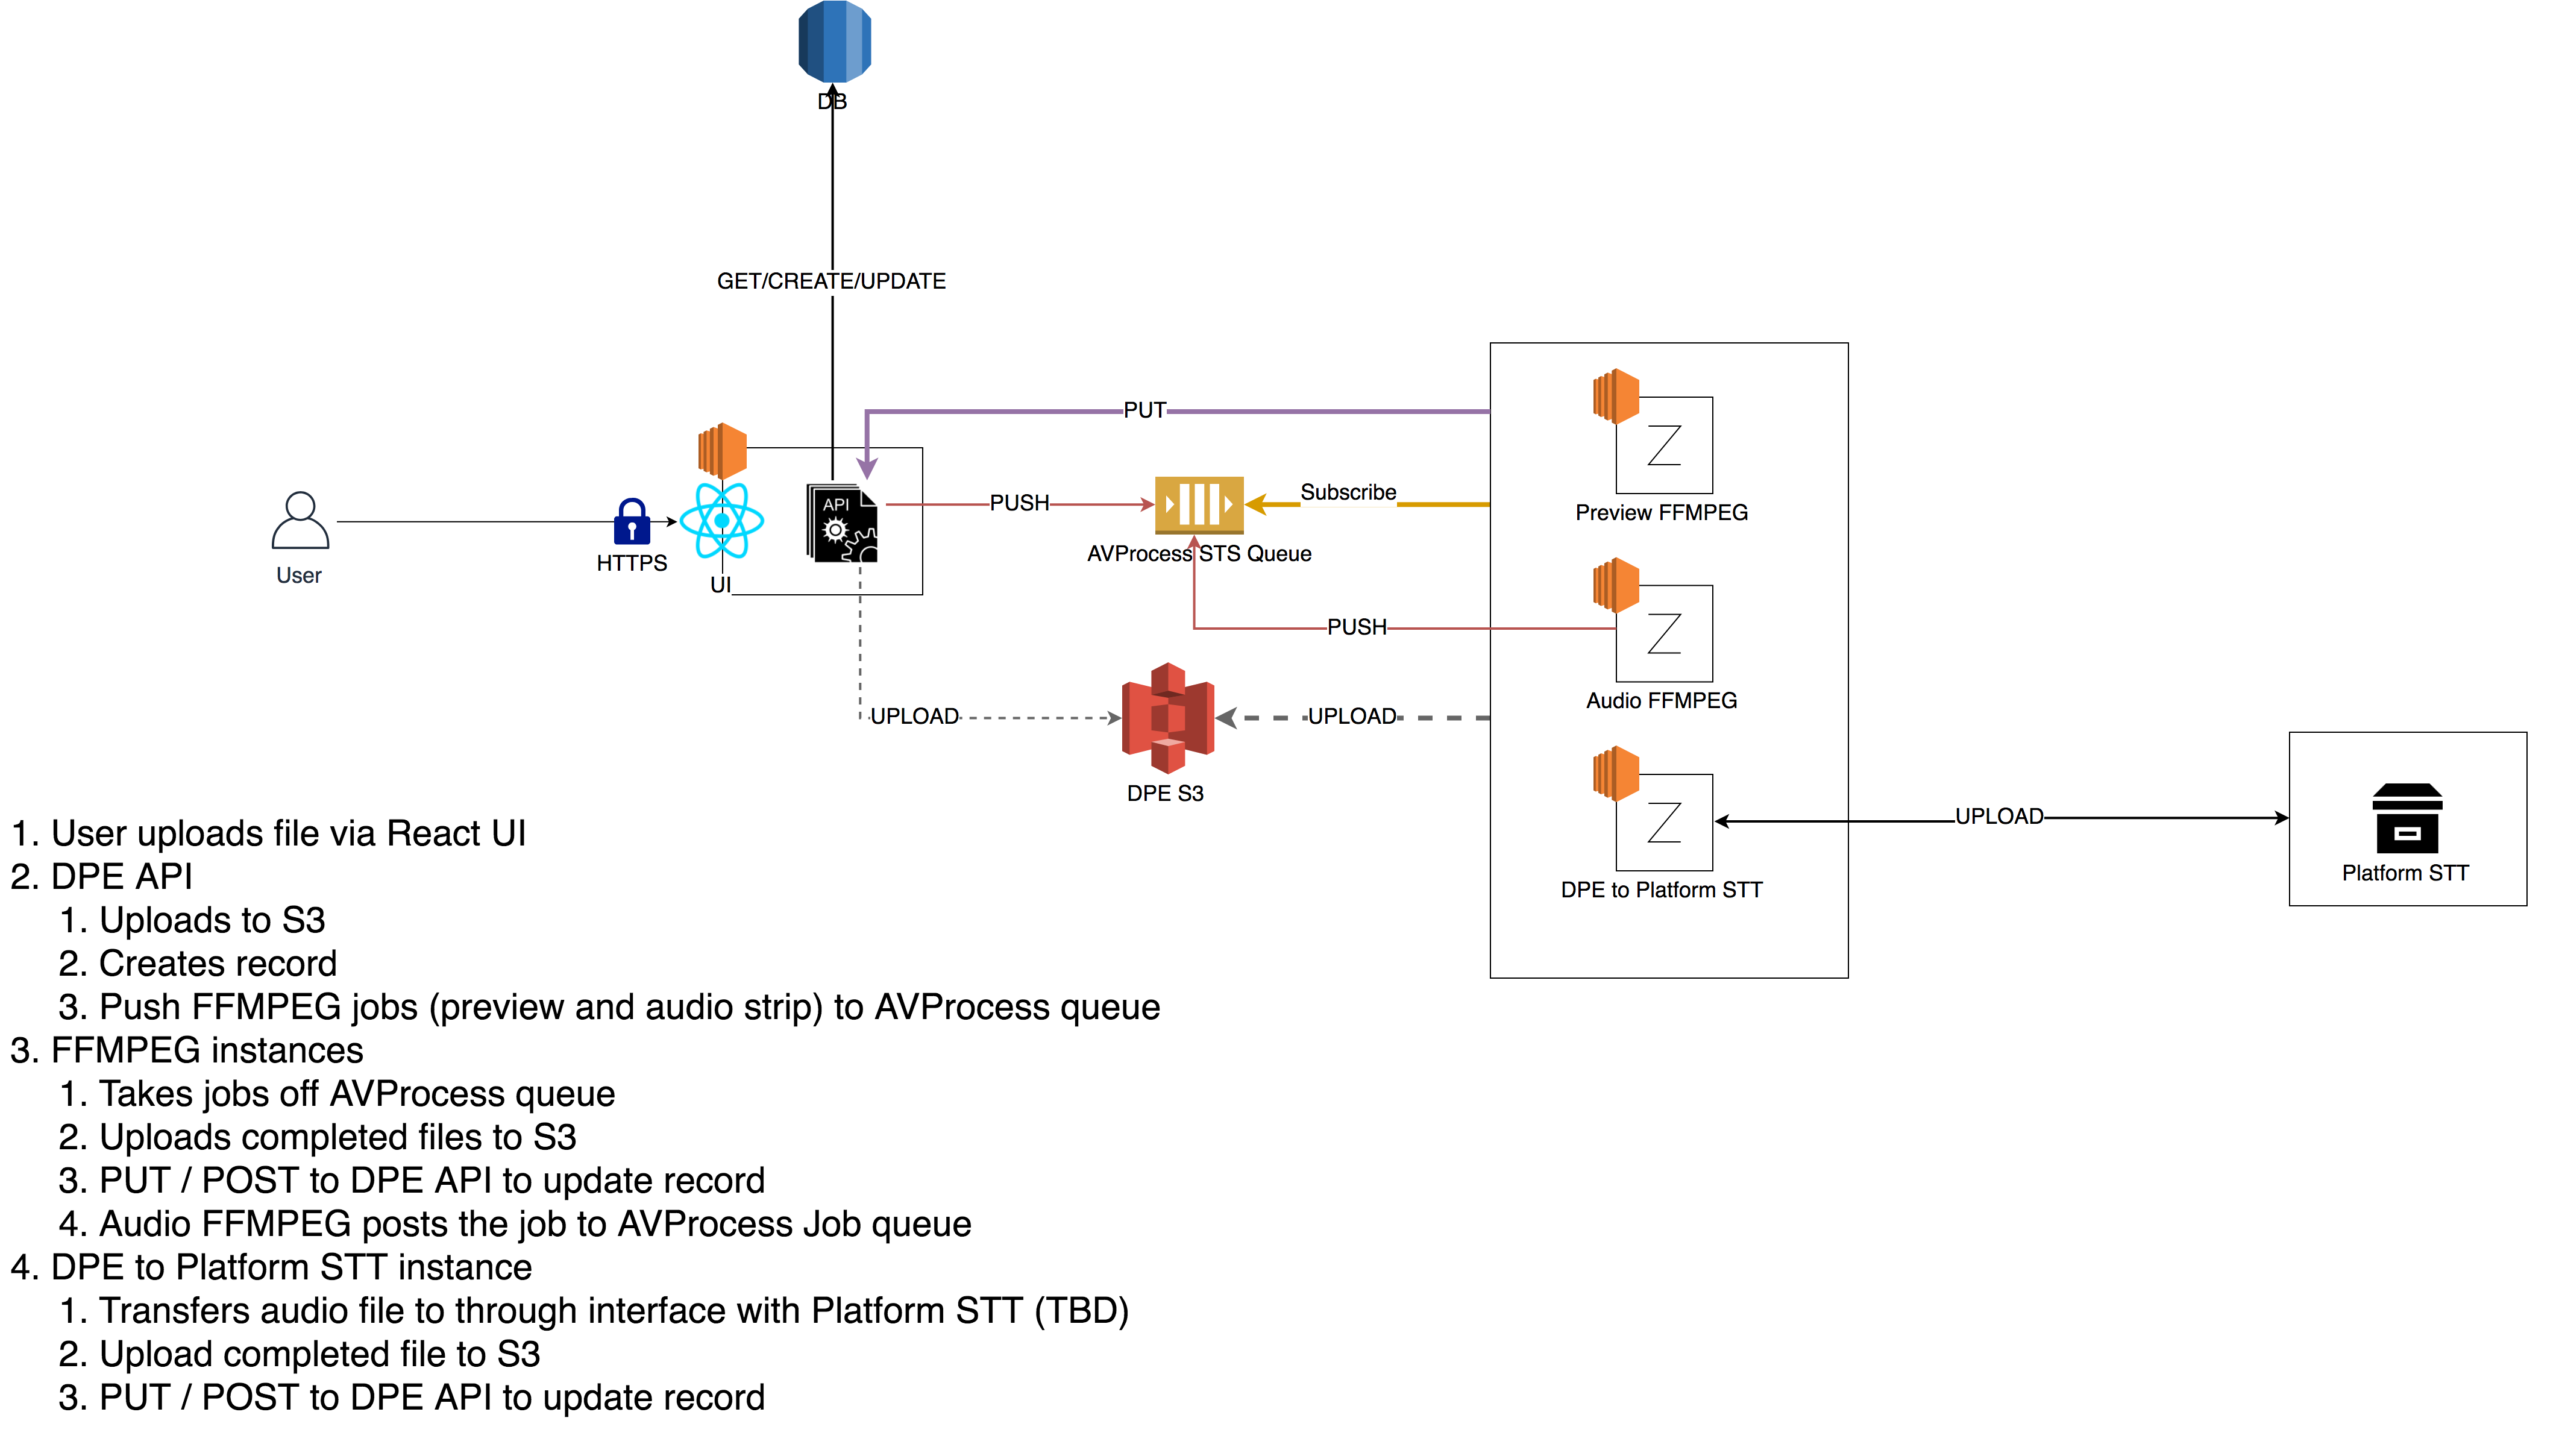 DB
GET/CREATE/UPDATE
PUT
API
PUSH
Subscribe
Preview FFMPEG
User
HTTPS
UI
AVProcess STS Queue
PUSH
Audio FFMPEG
UPLOAD
UPLOAD
DPE S3
UPLOAD
Platform STT
DPE to Platform STT
1. User uploads file via React UI
2. DPE API
1. Uploads to S3
2. Creates record
3. Push FFMPEG jobs (preview and audio strip) to AVProcess queue
3. FFMPEG instances
1. Takes jobs off AVProcess queue
2. Uploads completed files to S3
3. PUT / POST to DPE API to update record
4. Audio FFMPEG posts the job to AVProcess Job queue
4. DPE to Platform STT instance
1. Transfers audio file to through interface with Platform STT (TBD)
2. Upload completed file to S3
3. PUT / POST to DPE API to update record